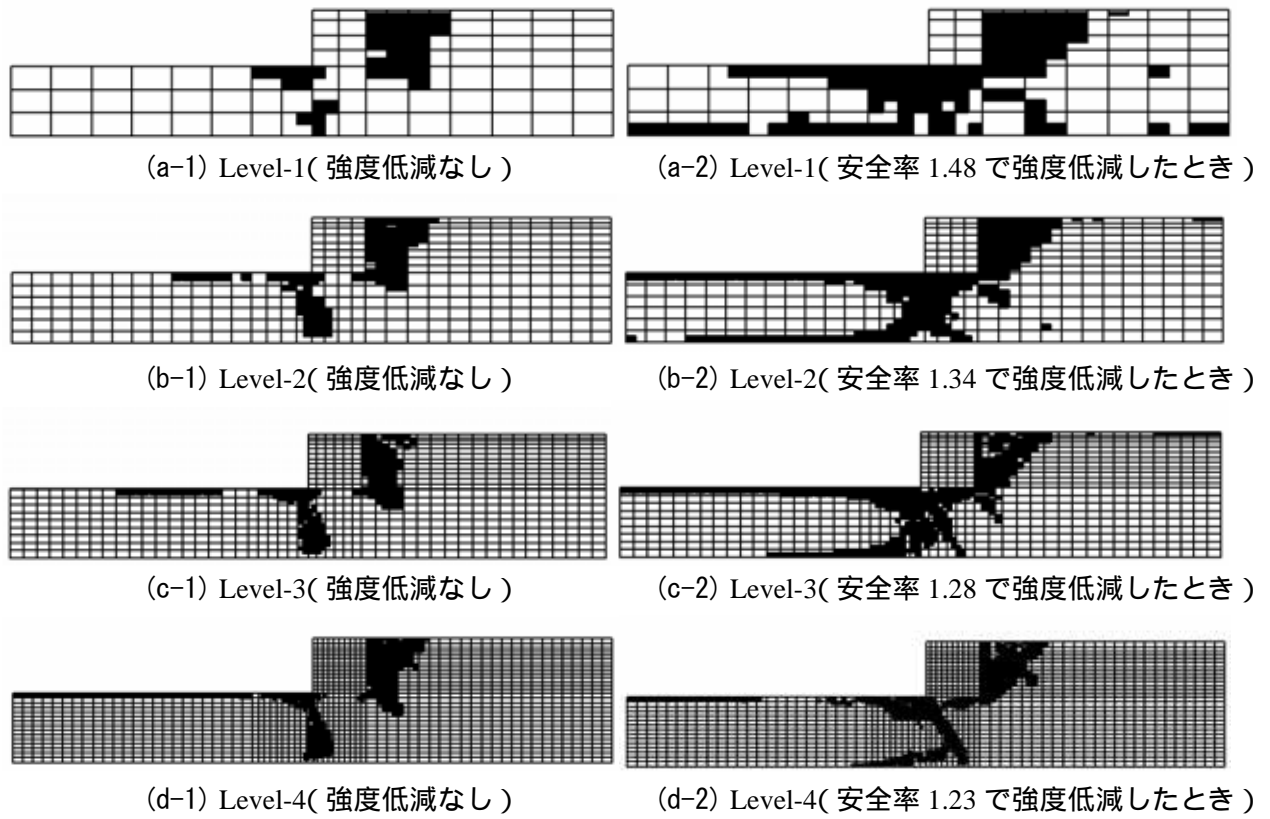 (a-1) Level-1(強度低減なし)
(a-2) Level-1(安全率 1.48 で強度低減したとき)
(b-1) Level-2(強度低減なし)
(b-2) Level-2(安全率 1.34 で強度低減したとき)
(c-1) Level-3(強度低減なし)
(c-2) Level-3(安全率 1.28 で強度低減したとき)
(d-1) Level-4(強度低減なし)
(d-2) Level-4(安全率 1.23 で強度低減したとき)